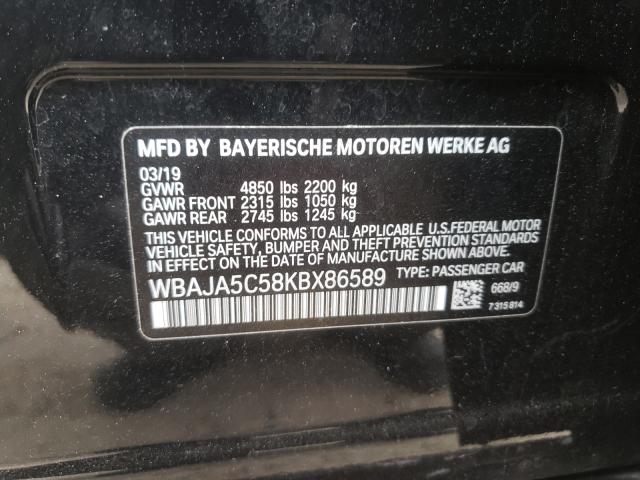 MFD BY BAYERISCHE MOTOREN WERKE AG
03/19
GVWR 4850 lbs 2200 kg
GAWR FRONT 2315 lbs 1050 kg
GAWR REAR 2745 lbs 1245 kg
THIS VEHICLE CONFORMS TO ALL APPLICABLE U.S.FEDERAL MOTOR
VEHICLE SAFETY, BUMPER AND THEFT PREVENTION STANDARDS
IN EFFECT ON THE DATE OF MANUFACTURE SHOWN ABOVE.
WBAJA5C58KBX86589 TYPE: PASSENGER CAR
668/9
7315814